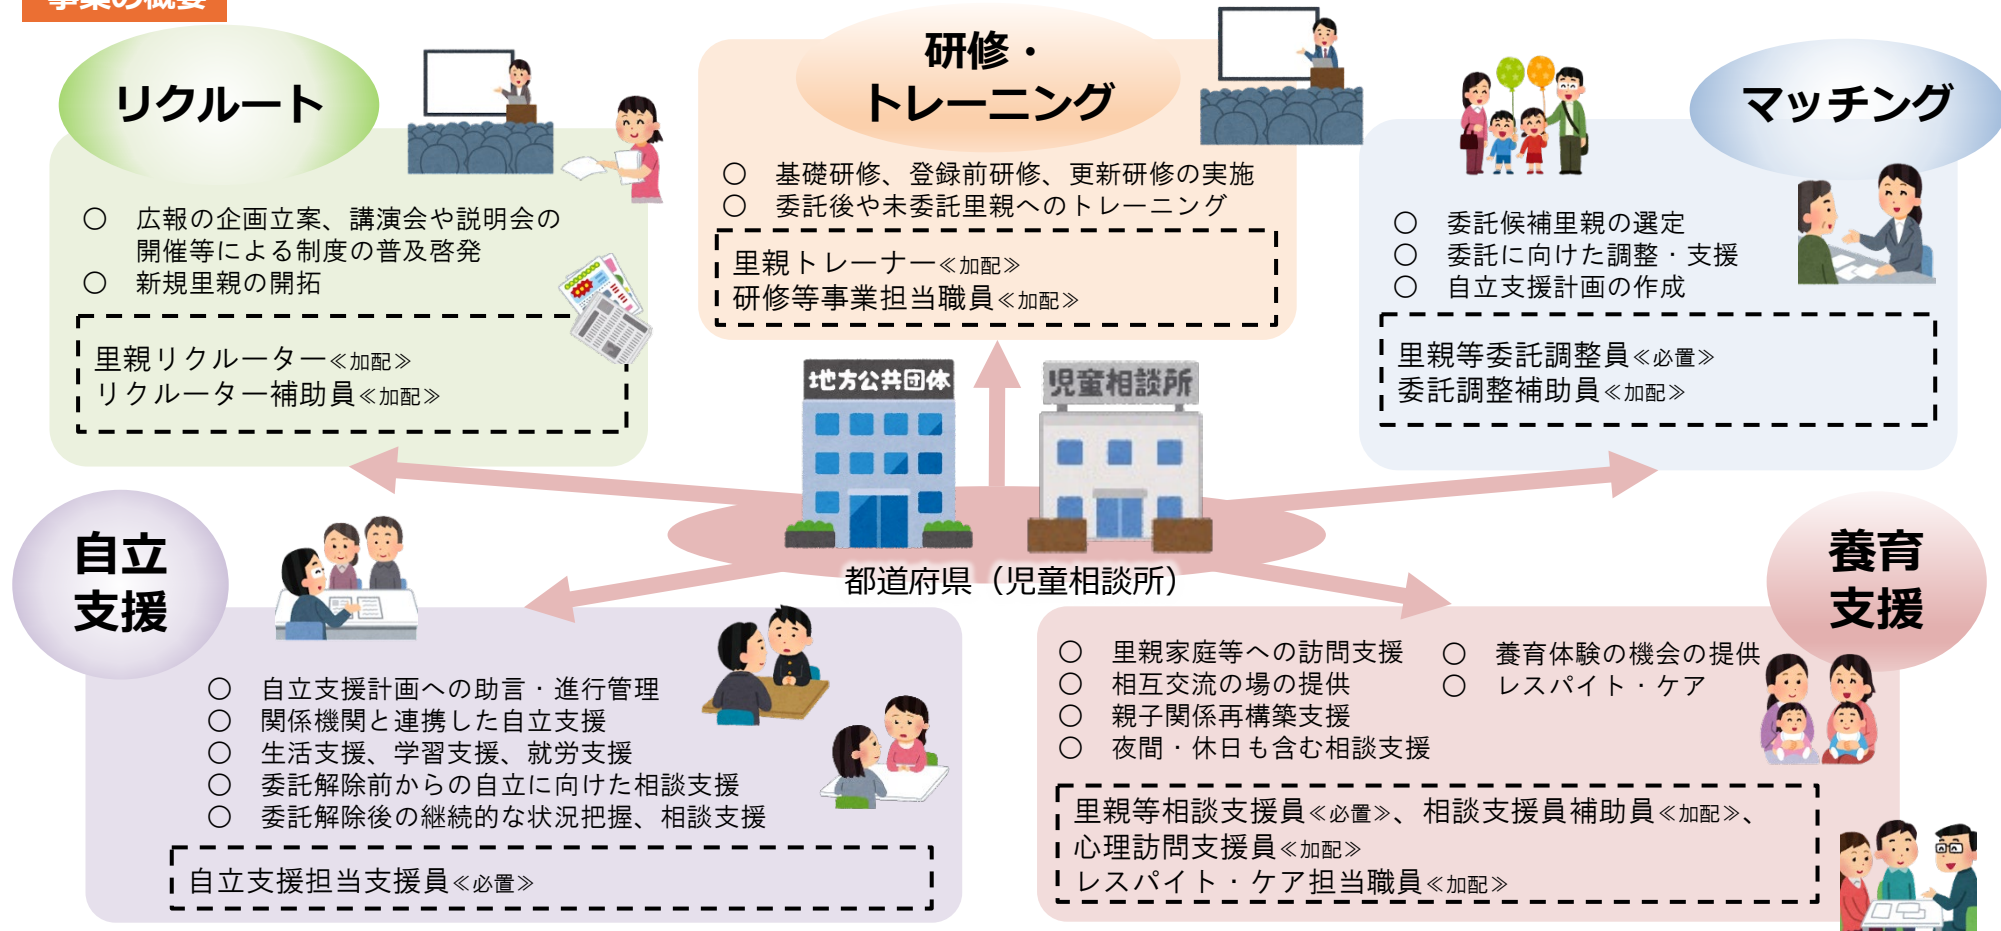 事業の概要
リクルート
○ 広報の企画立案、講演会や説明会の
開催等による制度の普及啓発
○ 新規里親の開拓
里親リクルーター≪加配≫
リクルーター補助員≪加配≫
研修・
トレーニング
○ 基礎研修、登録前研修、更新研修の実施
○ 委託後や未委託里親へのトレーニング
里親トレーナー≪加配≫
研修等事業担当職員≪加配≫
マッチング
○ 委託候補里親の選定
○ 委託に向けた調整・支援
○ 自立支援計画の作成
里親等委託調整員≪必置≫
委託調整補助員≪加配≫
地方公共団体
児童相談所
都道府県（児童相談所）
自立
支援
○ 自立支援計画への助言・進行管理
○ 関係機関と連携した自立支援
○ 生活支援、学習支援、就労支援
○ 委託解除前からの自立に向けた相談支援
○ 委託解除後の継続的な状況把握、相談支援
自立支援担当支援員≪必置≫
養育
支援
○ 里親家庭等への訪問支援
○ 相互交流の場の提供
○ 親子関係再構築支援
○ 夜間・休日も含む相談支援
○ 養育体験の機会の提供
○ レスパイト・ケア
里親等相談支援員≪必置≫、相談支援員補助員≪加配≫、
心理訪問支援員≪加配≫
レスパイト・ケア担当職員≪加配≫